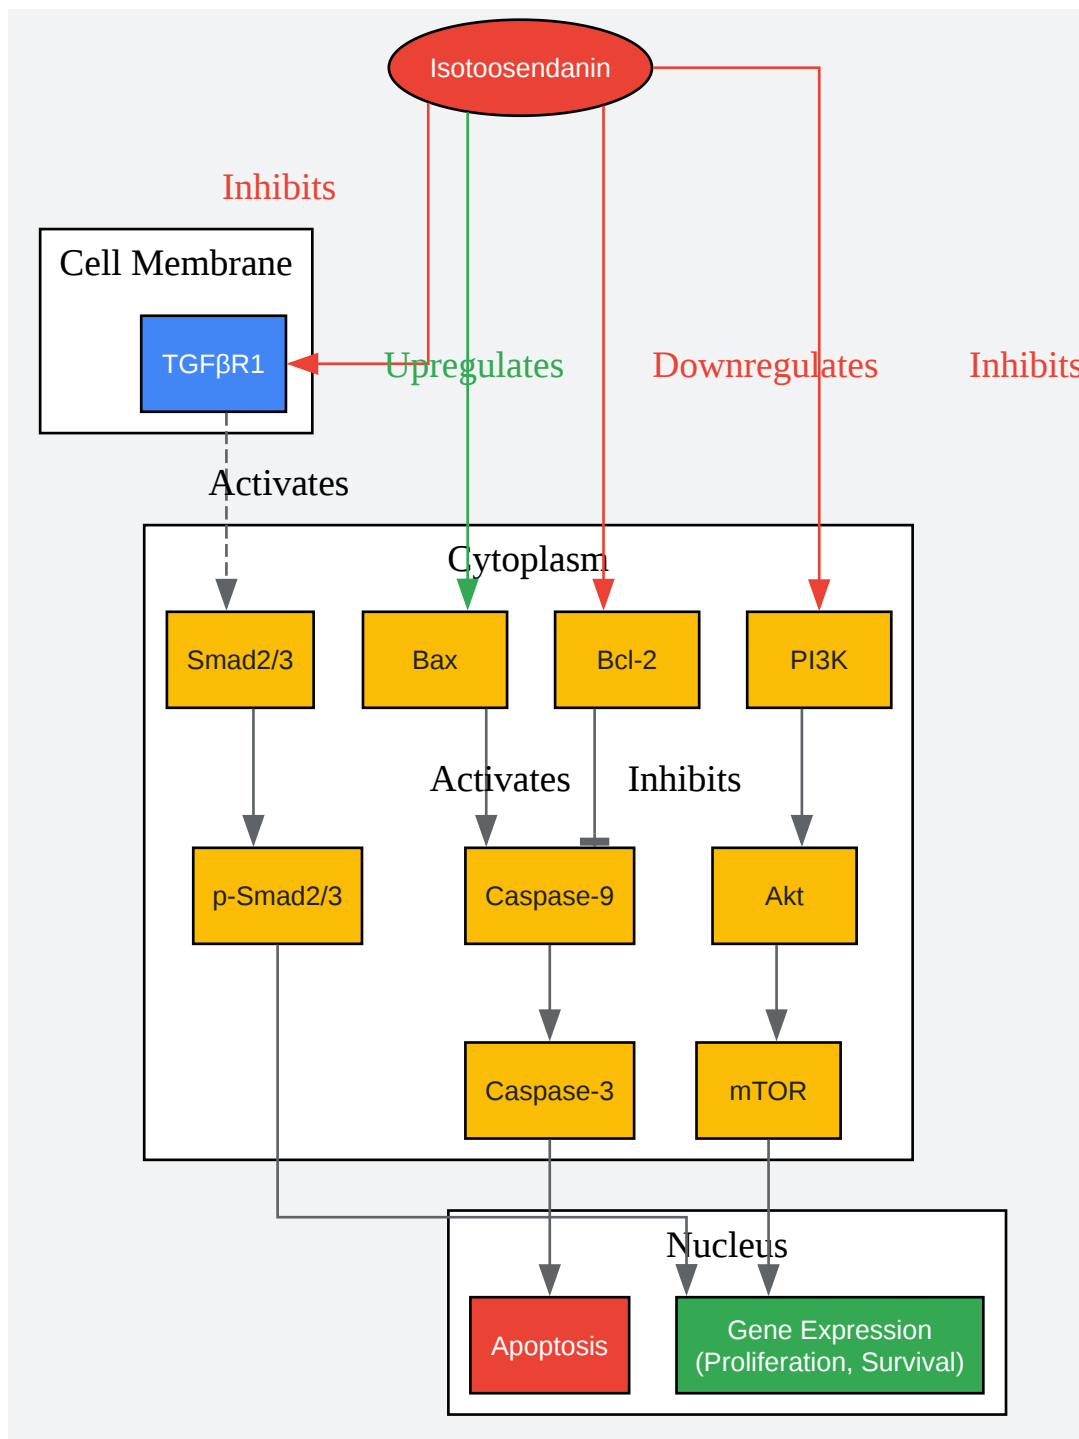 Isotoosendanin
Inhibits
Cell Membrane
TGFβR1
Upregulates
Downregulates
Inhibits
Activates
Cytoplasm
Smad2/3
Bax
Bcl-2
PI3K
Activates
Inhibits
p-Smad2/3
Caspase-9
Akt
Caspase-3
mTOR
Nucleus
Apoptosis
Gene Expression
(Proliferation, Survival)